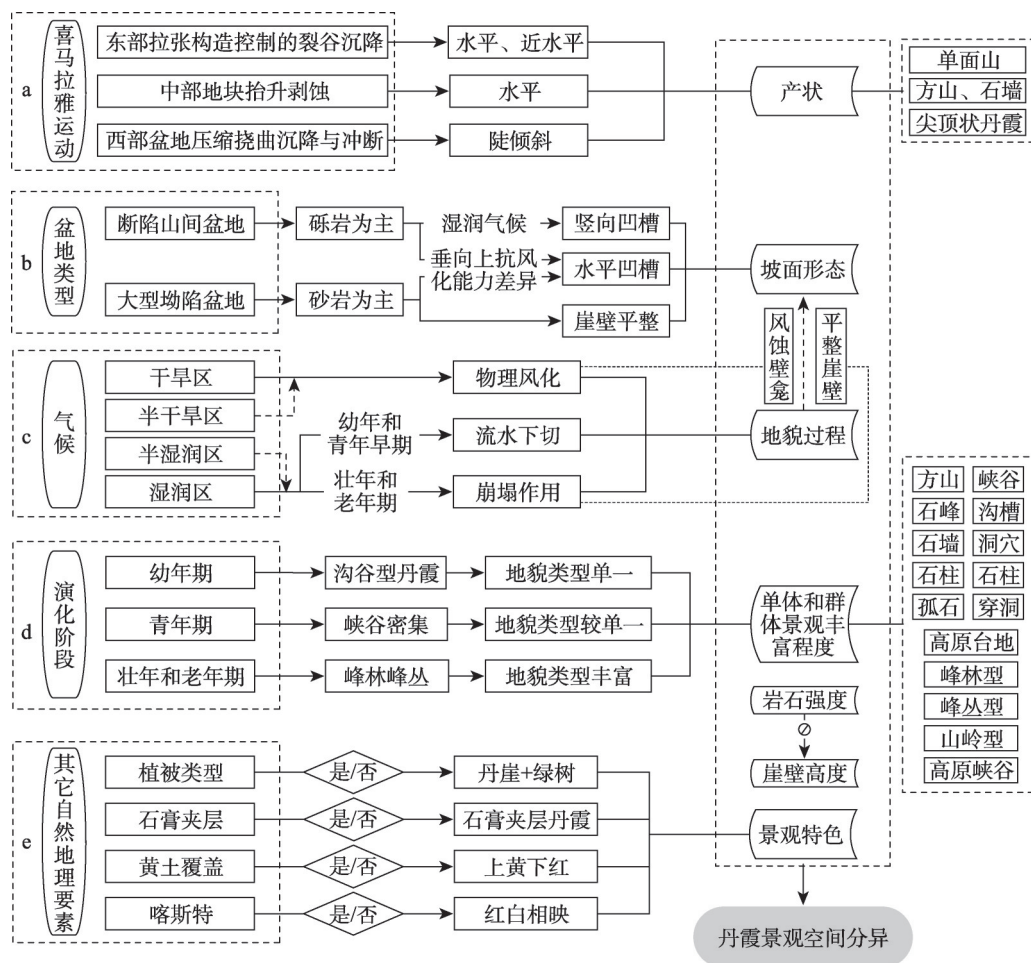 a
喜马拉雅运动
东部拉张构造控制的裂谷沉降
水平、近水平
中部地块抬升剥蚀
水平
西部盆地压缩挠曲沉降与冲断
陡倾斜
产状
单面山
方山、石墙
尖顶状丹霞
b
盆地类型
断陷山间盆地
砾岩为主
湿润气候
竖向凹槽
垂向上抗风
化能力差异
水平凹槽
大型坳陷盆地
砂岩为主
崖壁平整
坡面形态
风蚀壁龛
平整崖壁
c
气候
干旱区
物理风化
半干旱区
半湿润区
幼年和
青年早期
流水下切
湿润区
壮年和
老年期
崩塌作用
地貌过程
d
演化阶段
幼年期
沟谷型丹霞
地貌类型单一
青年期
峡谷密集
地貌类型较单一
壮年和老年期
峰林峰丛
地貌类型丰富
单体和群
体景观丰
富程度
方山
峡谷
石峰
沟槽
石墙
洞穴
石柱
石柱
孤石
穿洞
高原台地
峰林型
峰丛型
山岭型
高原峡谷
岩石强度
崖壁高度
e
其它自然地理要素
植被类型
是/否
丹崖+绿树
石膏夹层
是/否
石膏夹层丹霞
黄土覆盖
是/否
上黄下红
喀斯特
是/否
红白相映
景观特色
丹霞景观空间分异